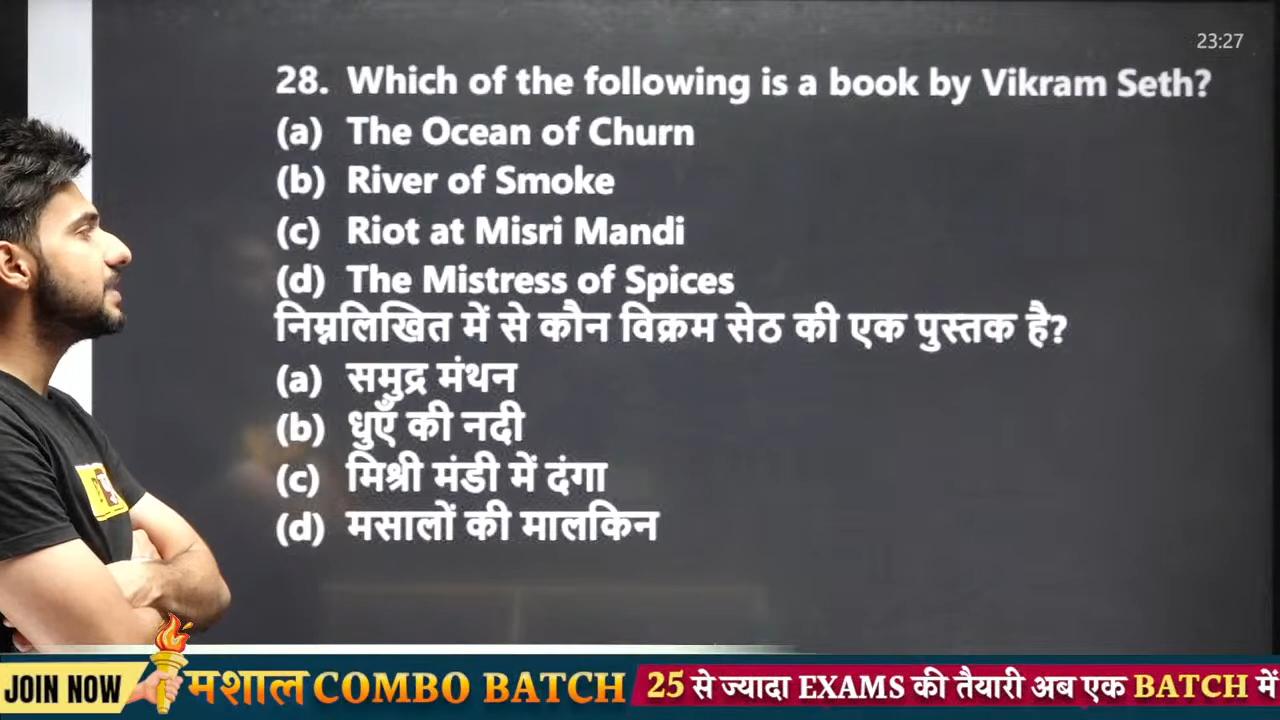 23:27
28. Which of the following is a book by Vikram Seth?
(a) The Ocean of Churn
(b) River of Smoke
(c) Riot at Misri Mandi
(d) The Mistress of Spices
निम्नलिखित में से कौन विक्रम सेठ की एक पुस्तक है?
(a) समुद्र मंथन
(b) धुएँ की नदी
(c) मिश्री मंडी में दंगा
(d) मसालों की मालकिन
JOIN NOW मशाल COMBO BATCH 25 से ज्यादा EXAMS की तैयारी अब एक BATCH में